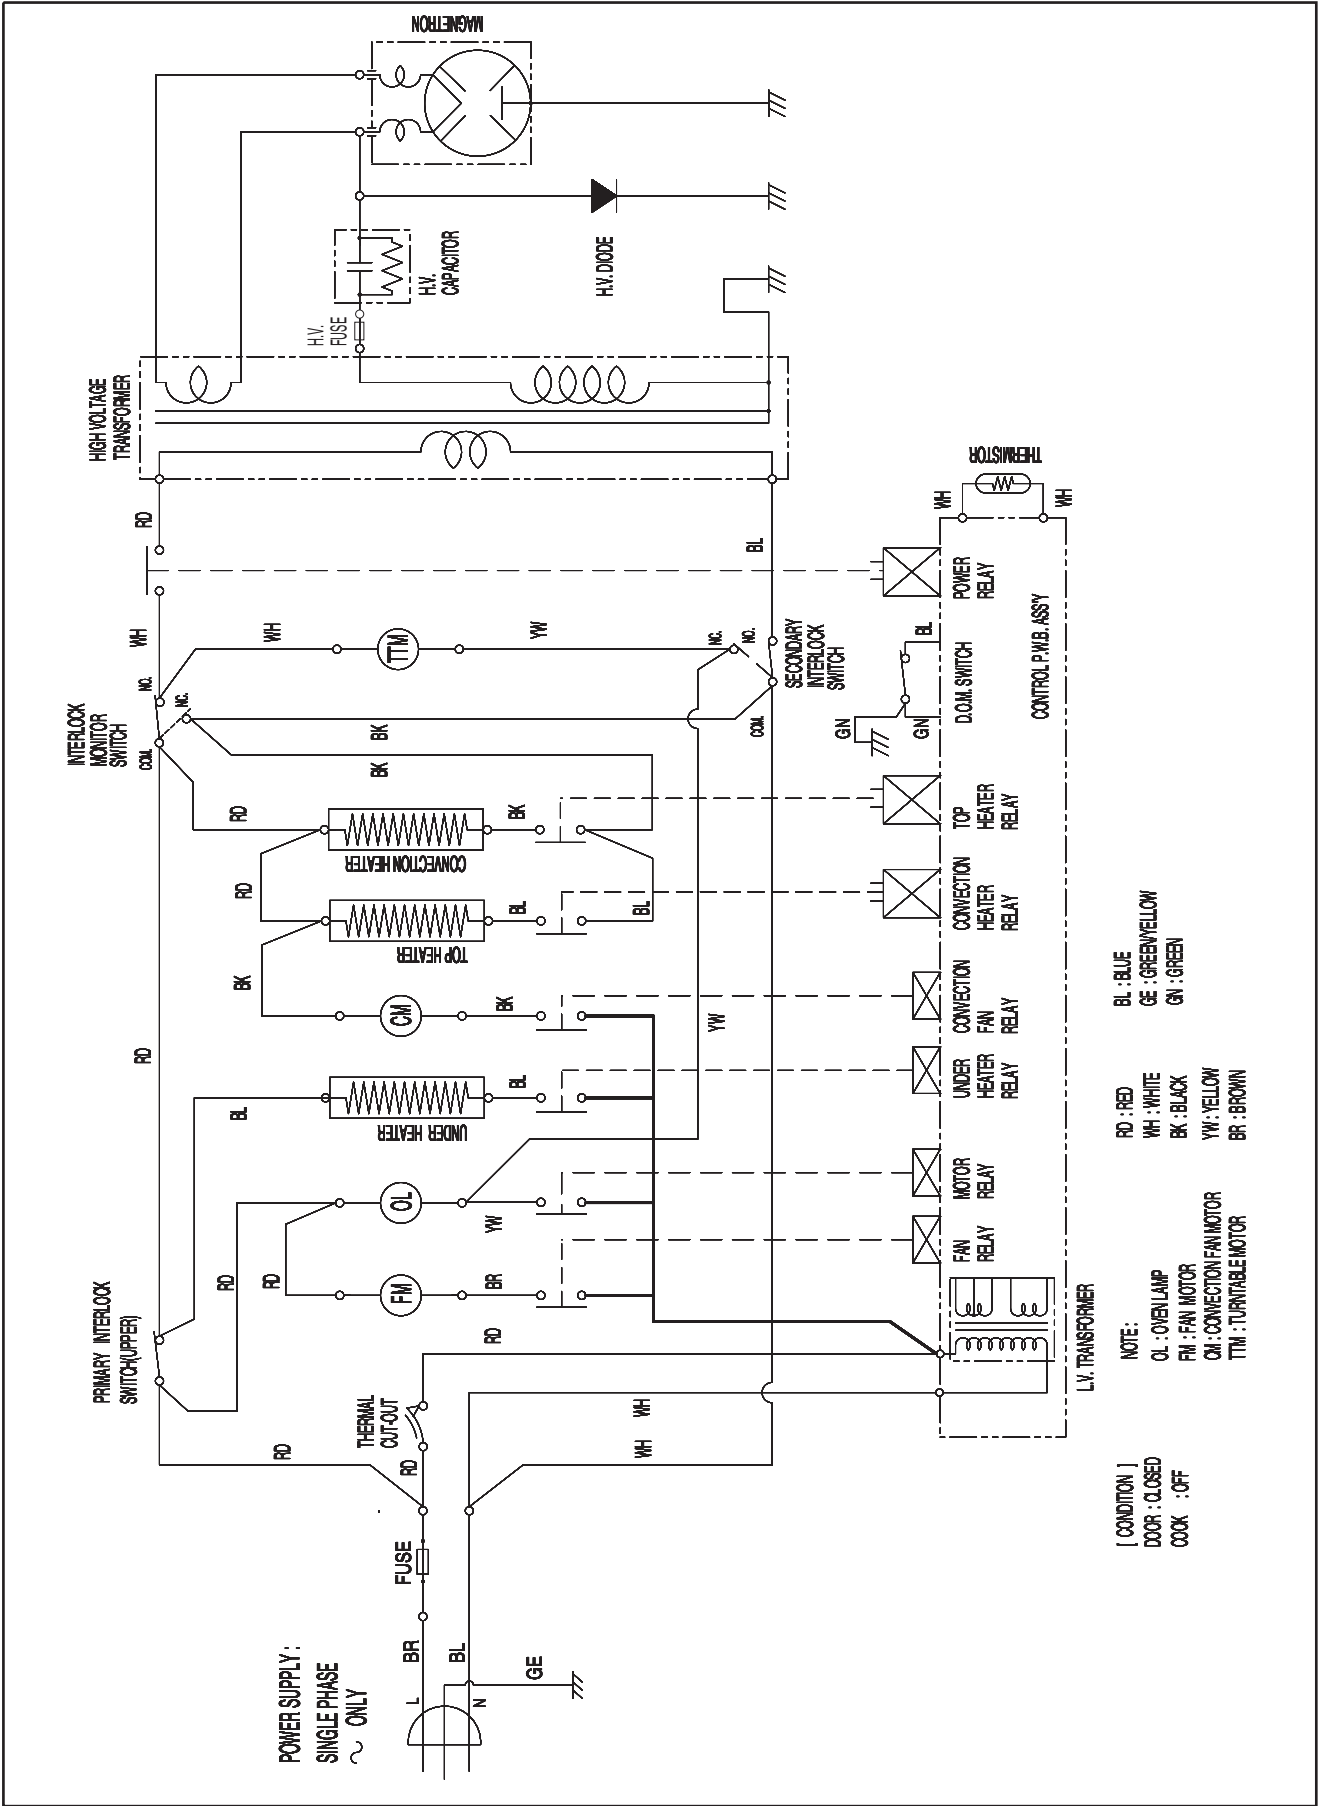 POWER SUPPLY :
SINGLE PHASE
～ ONLY
L
N
BR
BL
GE
FUSE
RD
RD
THERMAL
CUT-OUT
WH
WH
RD
PRIMARY INTERLOCK
SWITCH(UPPER)
RD
RD
FM
BR
OL
YW
BL
UNDER HEATER
BL
RD
YW
BK
CM
BK
TOP HEATER
BL
BL
RD
CONVECTION HEATER
BK
RD
BK
BK
INTERLOCK
MONITOR
SWITCH
COM.
NO.
NC.
WH
WH
TTM
YW
NC.
NO.
COM.
SECONDARY
INTERLOCK
SWITCH
RD
BL
HIGH VOLTAGE
TRANSFORMER
H.V.
FUSE
H.V.
CAPACITOR
H.V. DIODE
MAGNETRON
L.V. TRANSFORMER
FAN
RELAY
MOTOR
RELAY
UNDER
HEATER
RELAY
CONVECTION
FAN
RELAY
CONVECTION
HEATER
RELAY
TOP
HEATER
RELAY
GN
GN
D.O.M. SWITCH
BL
CONTROL P.W.B. ASS'Y
POWER
RELAY
WH
WH
THERMISTOR
[ CONDITION ]
DOOR : CLOSED
COOK : OFF
NOTE :
OL : OVEN LAMP
FM : FAN MOTOR
CM : CONVECTION FAN MOTOR
TTM : TURNTABLE MOTOR
RD : RED
WH : WHITE
BK : BLACK
YW : YELLOW
BR : BROWN
BL : BLUE
GE : GREEN/YELLOW
GN : GREEN